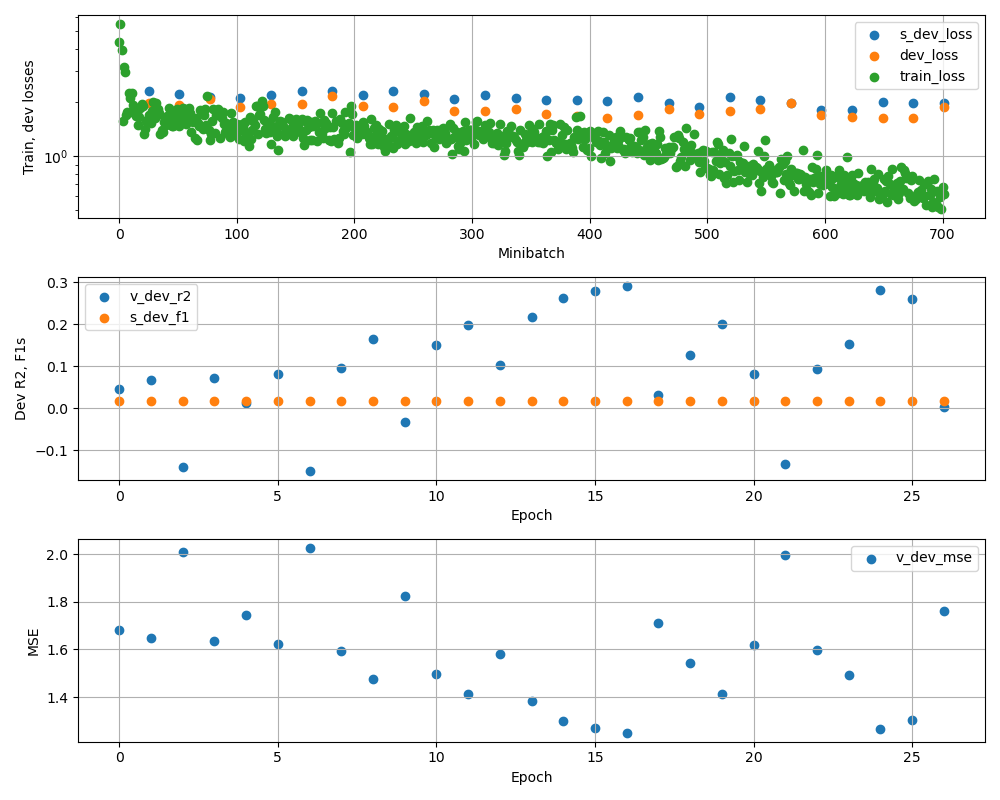 Train, dev losses
10⁰
s_dev_loss
dev_loss
train_loss
0 100 200 300 400 500 600 700
Minibatch
Dev R2, F1s
0.3
0.2
0.1
0.0
−0.1
v_dev_r2
s_dev_f1
0 5 10 15 20 25
Epoch
MSE
2.0
1.8
1.6
1.4
v_dev_mse
0 5 10 15 20 25
Epoch